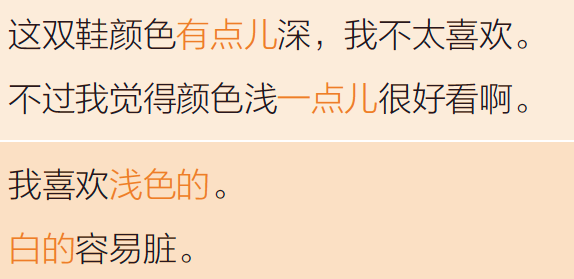 这双鞋颜色有点儿深，我不太喜欢。
不过我觉得颜色浅一点儿很好看啊。
我喜欢浅色的。
白的容易脏。